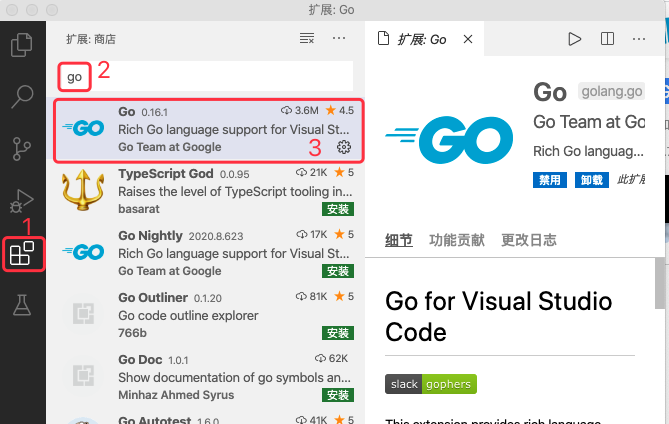 扩展: Go
扩展: 商店
扩展: Go
go
2
Go 0.16.1 3.6M 4.5
Rich Go language support for Visual St...
Go Team at Google
3
TypeScript God 0.0.95 21K 5
Raises the level of TypeScript tooling in...
basarat 安装
1
Go Nightly 2020.8.623 17K 5
Rich Go language support for Visual St...
Go Team at Google 安装
Go Outliner 0.1.20 81K 5
Go code outline explorer
766b 安装
Go Doc 1.0.1 62K
Show documentation of go symbols an...
Minhaz Ahmed Syrus 安装
Go Autotest 1.6.0 41K 5
GO
Go golang.go
Go Team at Go
Rich Go languag...
禁用 卸载 此扩展
细节 功能贡献 更改日志
Go for Visual Studio
Code
slack gophers
This extension provides rich language